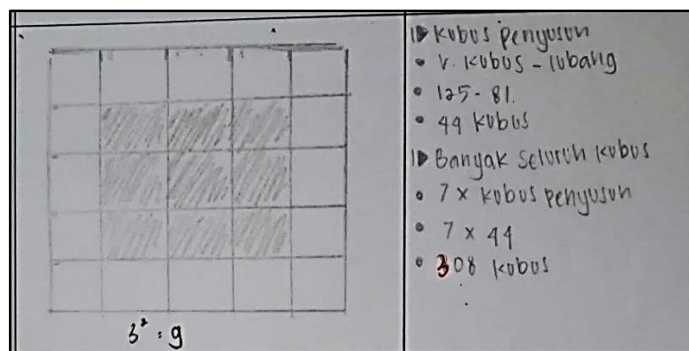 3² : 9
Kubus penyusun
• V. kubus - lubang
• 125 - 81.
• 44 kubus
Banyak seluruh kubus
• 7 x kubus penyusun
• 7 x 44
• 308 kubus